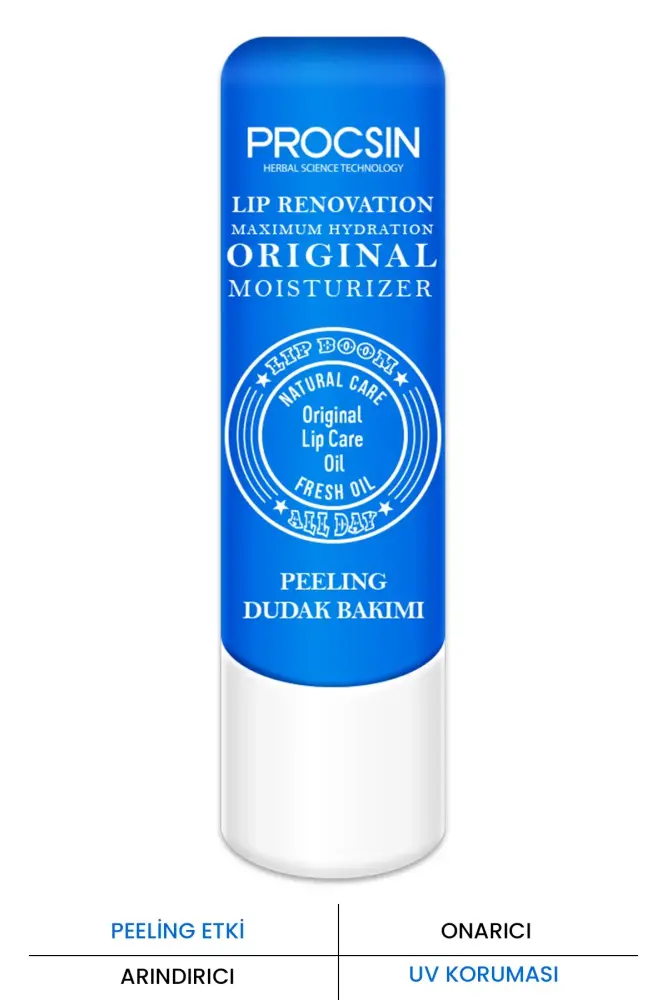 PROCSIN
HERBAL SCIENCE TECHNOLOGY
LIP RENOVATION
MAXIMUM HYDRATION
ORIGINAL
MOISTURIZER
LIP BOOM
NATURAL CARE
Original
Lip Care
Oil
FRESH OIL
ALL DAY
PEELING
DUDAK BAKIMI
PEELİNG ETKİ
ONARICI
ARINDIRICI
UV KORUMASI